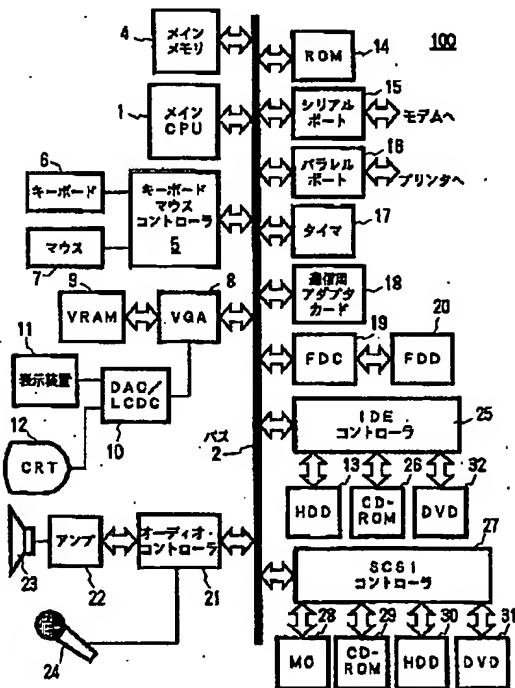 100
4
メイン
メモリ
1
メイン
CPU
6
キーボード
7
マウス
キーボード
マウス
コントローラ
5
9
VRAM
8
VGA
11
表示装置
DAC/
LCDC
10
12
CRT
バス
2
23
アンプ
22
オーディオ・
コントローラ
21
24
ROM
14
15
シリアル
ポート
モデムへ
16
パラレル
ポート
プリンタへ
タイマ
17
通信用
アダプタ
カード
18
19
FDC
20
FDD
IDE
コントローラ
25
13
HDD
26
CD-
ROM
32
DVD
27
SCSI
コントローラ
28
MO
29
CD-
ROM
30
HDD
31
DVD